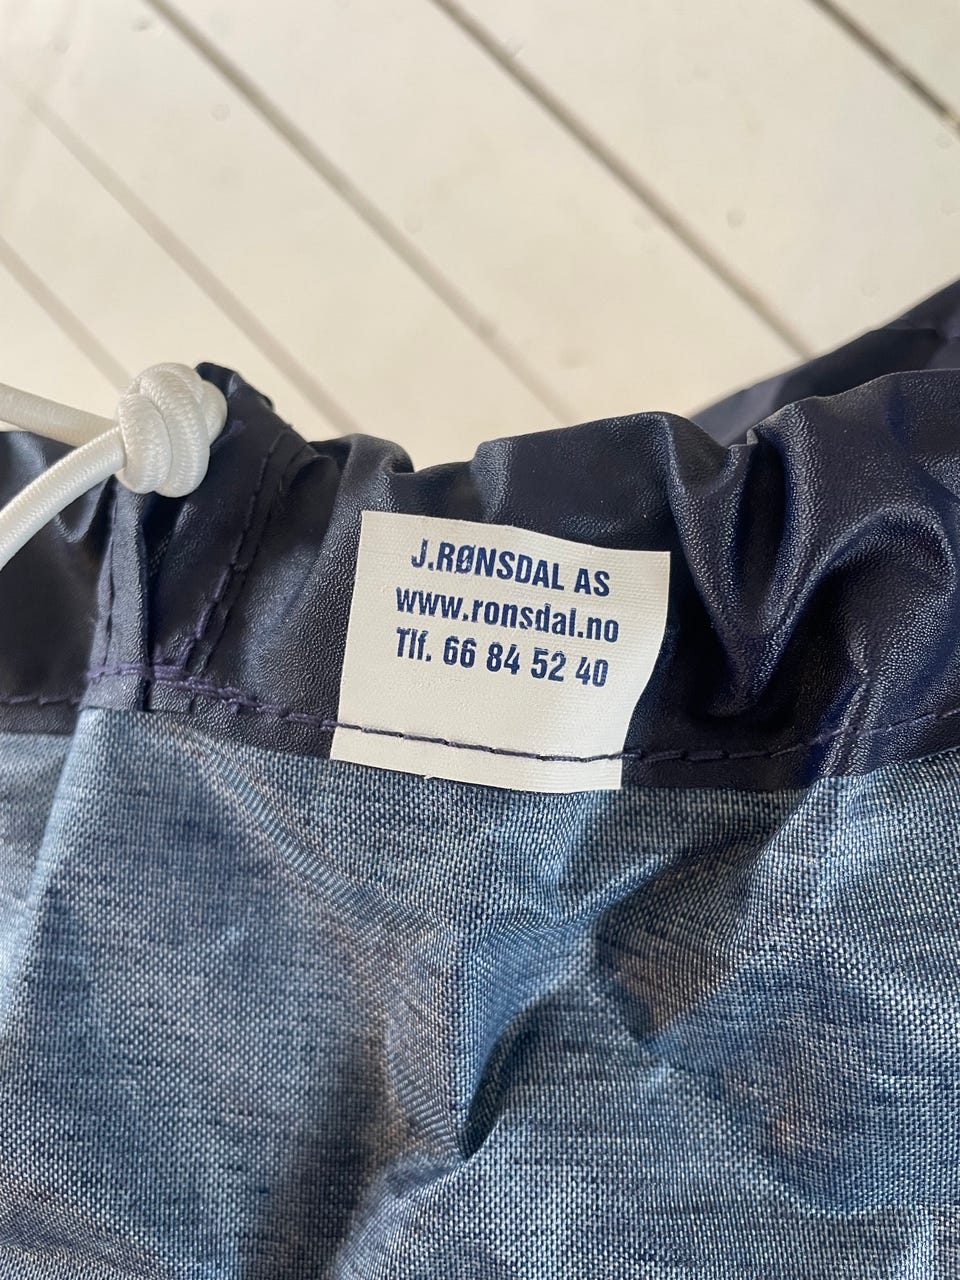 J.RØNSDAL AS
www.ronsdal.no
Tlf. 66 84 52 40